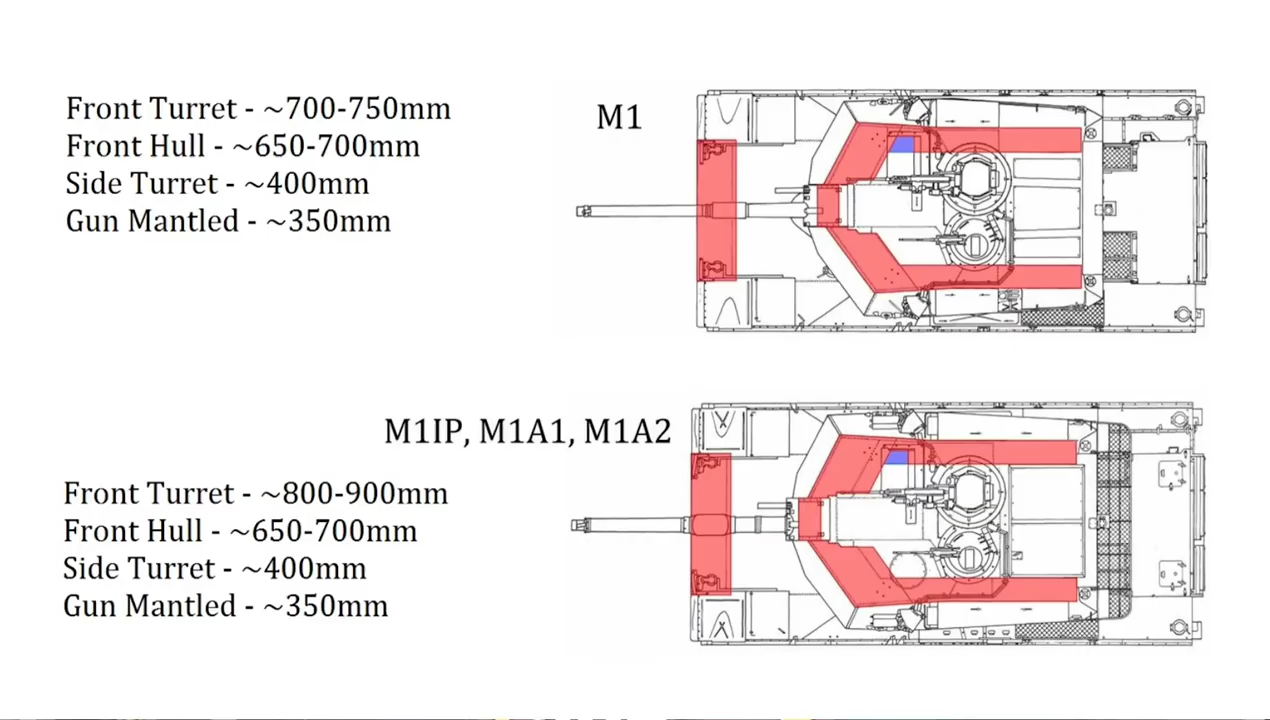 Front Turret - ~700-750mm
Front Hull - ~650-700mm
Side Turret - ~400mm
Gun Mantled - ~350mm
M1
M1IP, M1A1, M1A2
Front Turret - ~800-900mm
Front Hull - ~650-700mm
Side Turret - ~400mm
Gun Mantled - ~350mm